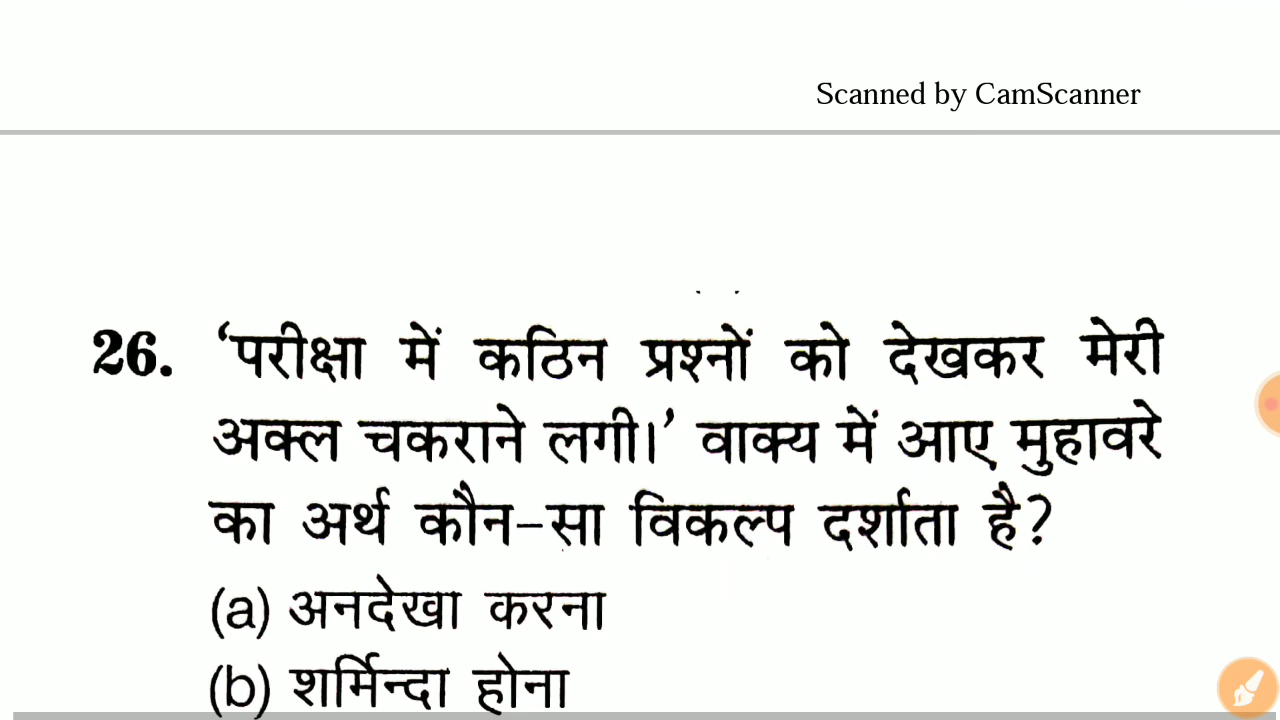 Scanned by CamScanner
26. ‘परीक्षा में कठिन प्रश्नों को देखकर मेरी
अक्ल चकराने लगी।’ वाक्य में आए मुहावरे
का अर्थ कौन-सा विकल्प दर्शाता है?
(a) अनदेखा करना
(b) शर्मिन्दा होना